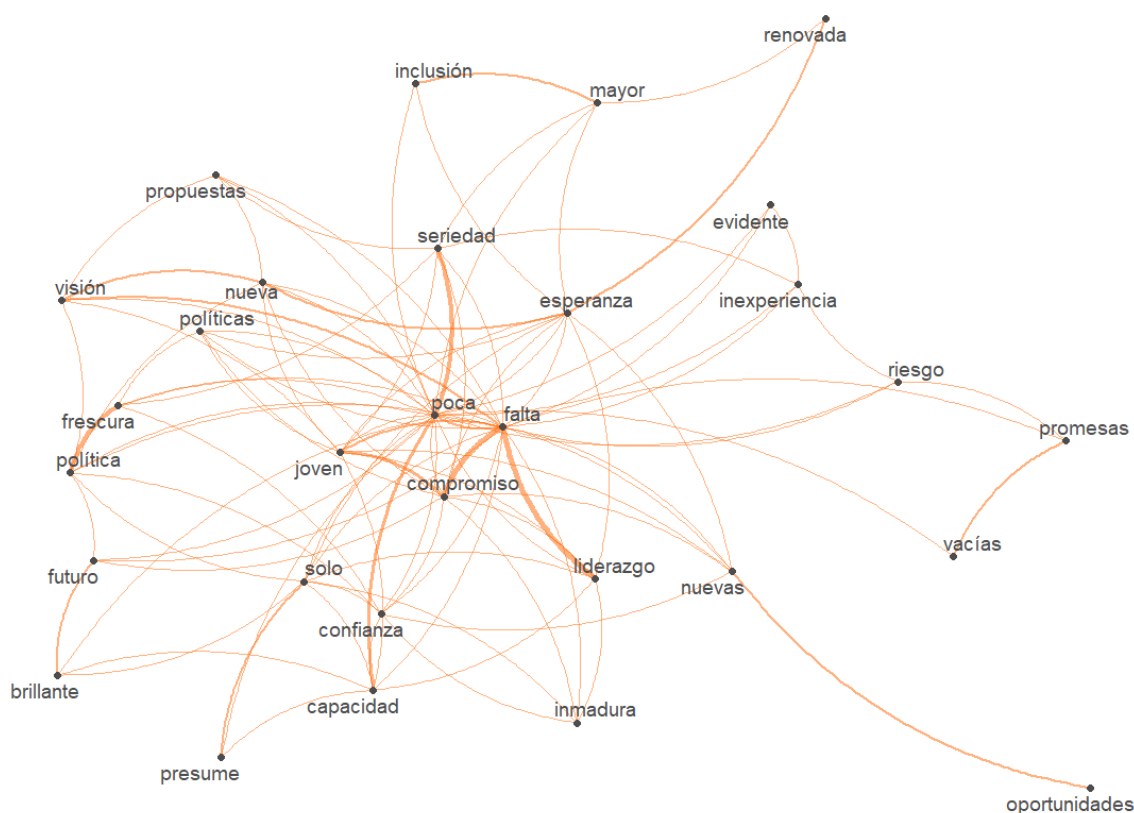 renovada
inclusión
mayor
propuestas
evidente
seriedad
visión
nueva
esperanza
inexperiencia
políticas
riesgo
frescura
poca
falta
promesas
política
joven
compromiso
vacías
futuro
solo
liderazgo
nuevas
confianza
brillante
capacidad
inmadura
presume
oportunidades